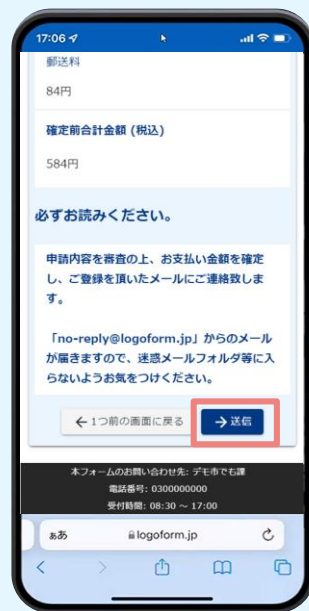 17:06
郵送料
84円
確定前合計金額 (税込)
584円
必ずお読みください。
申請内容を審査の上、お支払い金額を確定
し、ご登録を頂いたメールにご連絡致しま
す。
「no-reply@logoform.jp」からのメール
が届きますので、迷惑メールフォルダ等に入
らないようお気をつけください。
←1つ前の画面に戻る
→送信
本フォームのお問い合わせ先: デモ市でも課
電話番号: 0300000000
受付時間: 08:30 ～ 17:00
ぁあ
logoform.jp